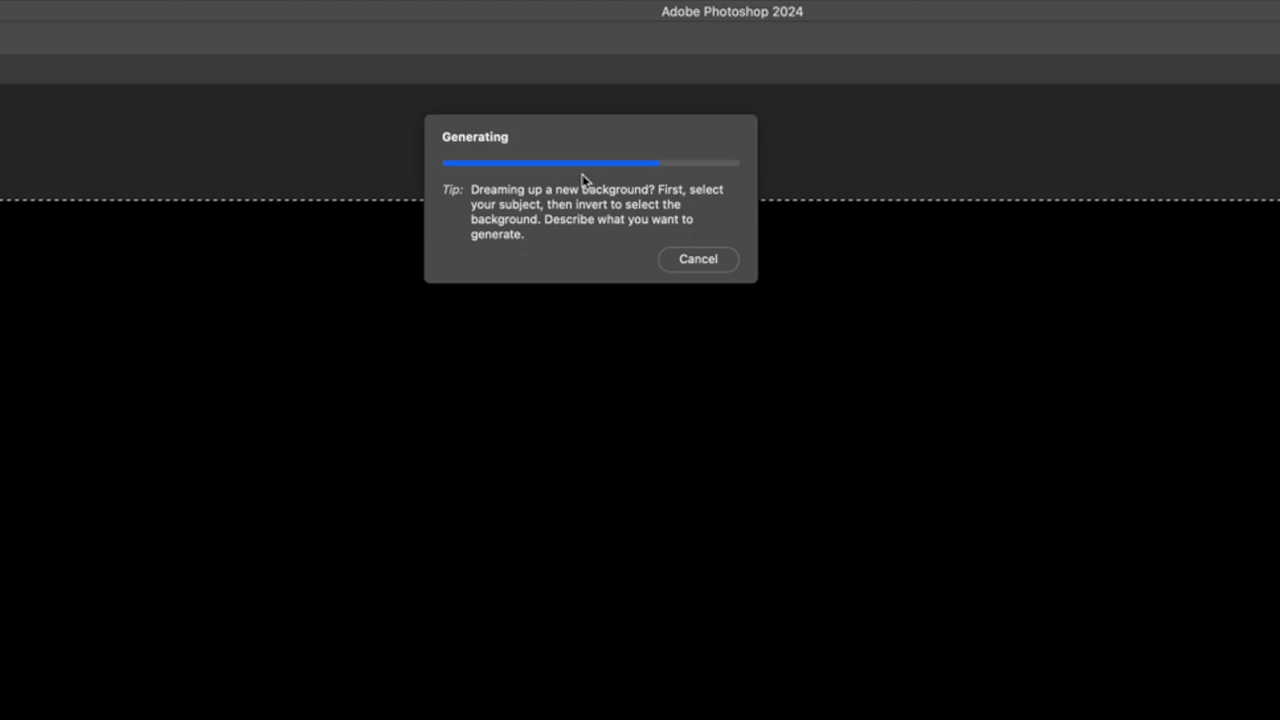 Adobe Photoshop 2024
Generating
Tip: Dreaming up a new background? First, select
your subject, then invert to select the
background. Describe what you want to
generate.
Cancel